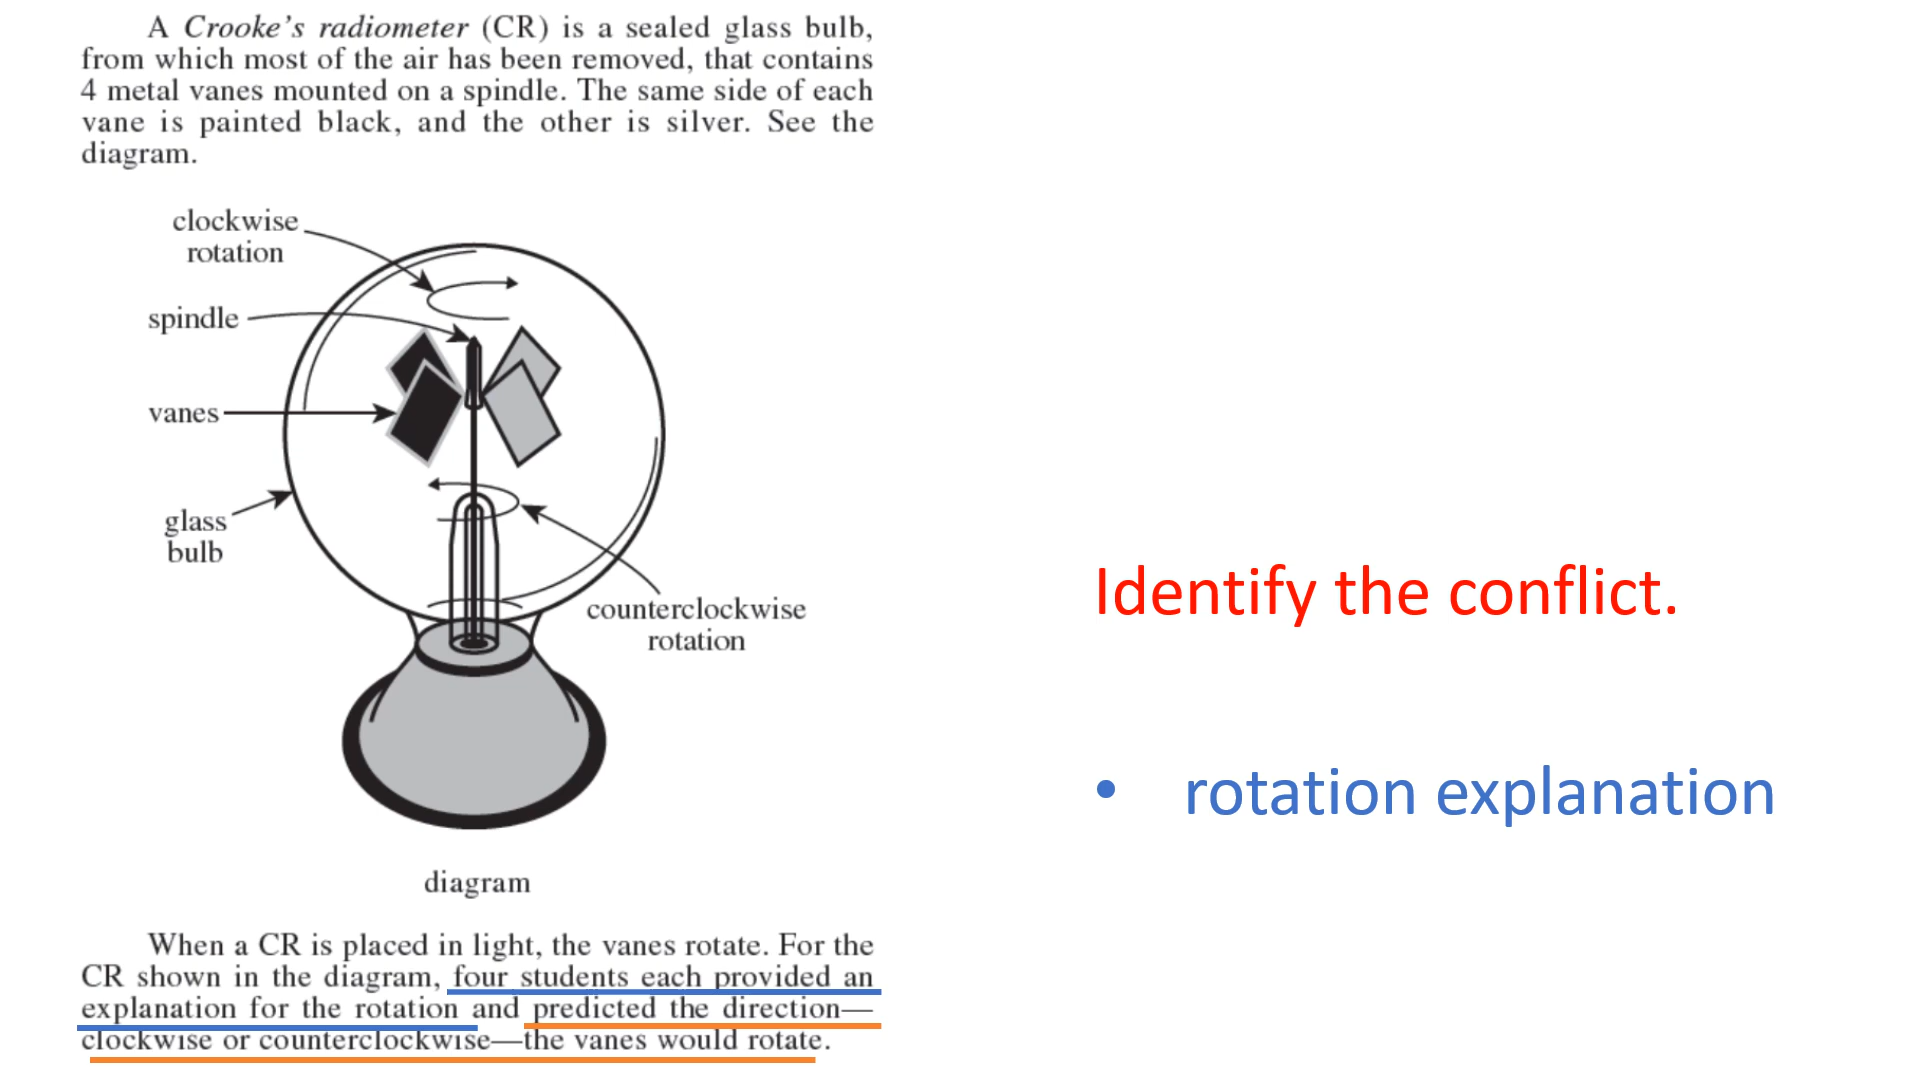 A Crooke's radiometer (CR) is a sealed glass bulb,
from which most of the air has been removed, that contains
4 metal vanes mounted on a spindle. The same side of each
vane is painted black, and the other is silver. See the
diagram.
clockwise
rotation
spindle
vanes
glass
bulb
counterclockwise
rotation
diagram
When a CR is placed in light, the vanes rotate. For the
CR shown in the diagram, four students each provided an
explanation for the rotation and predicted the direction—
clockwise or counterclockwise—the vanes would rotate.
Identify the conflict.
• rotation explanation